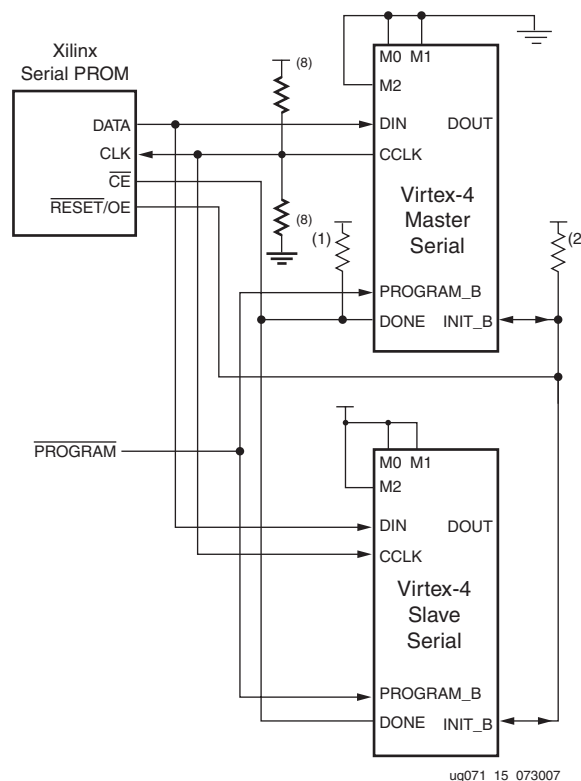 Xilinx
Serial PROM
DATA
CLK
CE
RESET/OE
(8)
(8)
(1)
(2
M0 M1
M2
DIN DOUT
CCLK
Virtex-4
Master
Serial
PROGRAM_B
DONE INIT_B
PROGRAM
M0 M1
M2
DIN DOUT
CCLK
Virtex-4
Slave
Serial
PROGRAM_B
DONE INIT_B
ug071_15_073007